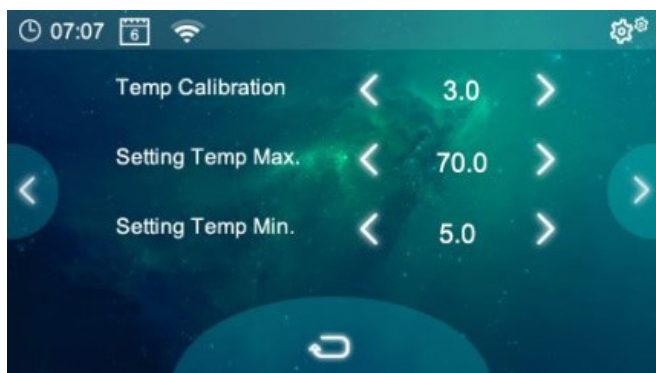 07:07 6
Temp Calibration 3.0
Setting Temp Max. 70.0
Setting Temp Min. 5.0